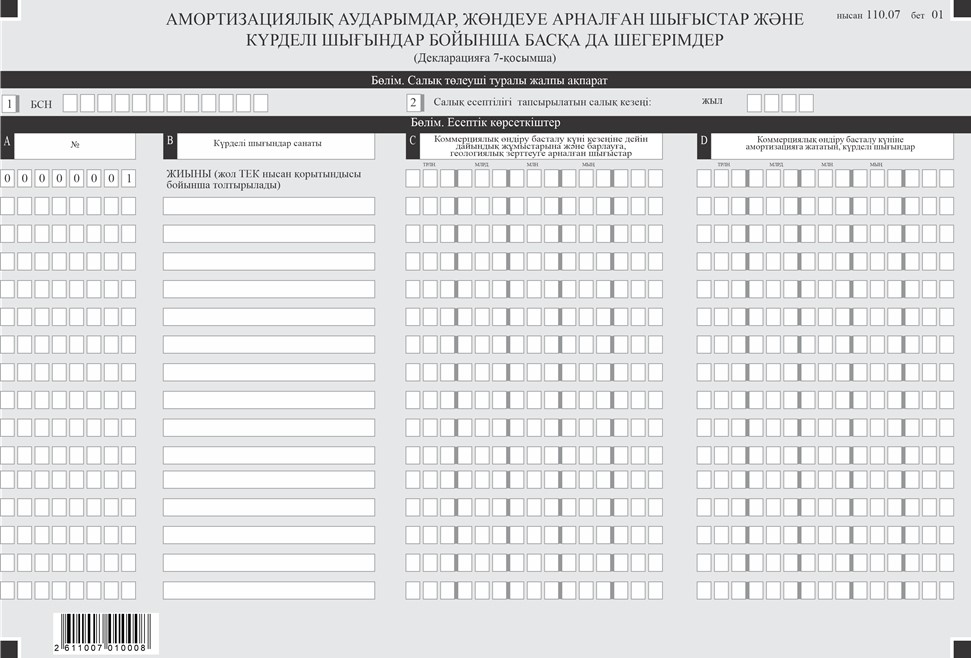 АМОРТИЗАЦИЯЛЫҚ АУДАРЫМДАР, ЖӨНДЕУЕ АРНАЛҒАН ШЫҒЫСТАР ЖӘНЕ
КҮРДЕЛІ ШЫҒЫНДАР БОЙЫНША БАСҚА ДА ШЕГЕРІМДЕР
(Декларацияға 7-қосымша)
нысан 110.07 бет 01
Бөлім. Салық төлеуші туралы жалпы ақпарат
1 БСН
2 Салық есептілігі тапсырылатын салық кезеңі:
жыл
Бөлім. Есептік көрсеткіштер
A №
B Күрделі шығындар санаты
C Коммерциялық өндіру басталу күні кезеңіне дейін
дайындық жұмыстарына және барлауға,
геологиялық зерттеуге арналған шығыстар
D Коммерциялық өндіру басталу күніне
амортизацияға жататын, күрделі шығындар
трлн. млрд. млн мың.
трлн. млрд. млн мың.
0 0 0 0 0 0 0 1
ЖИЫНЫ (жол ТЕК нысан қорытындысы
бойынша толтырылады)
2 611007 010008